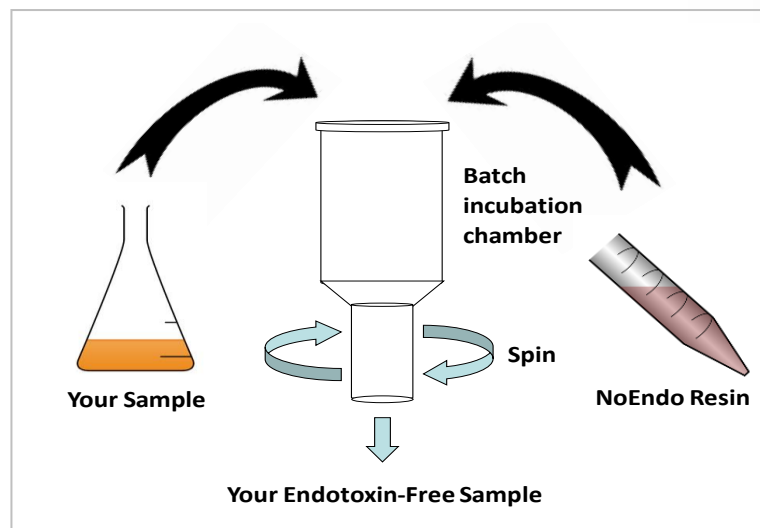 Batch
incubation
chamber
Spin
Your Sample
NoEndo Resin
Your Endotoxin-Free Sample